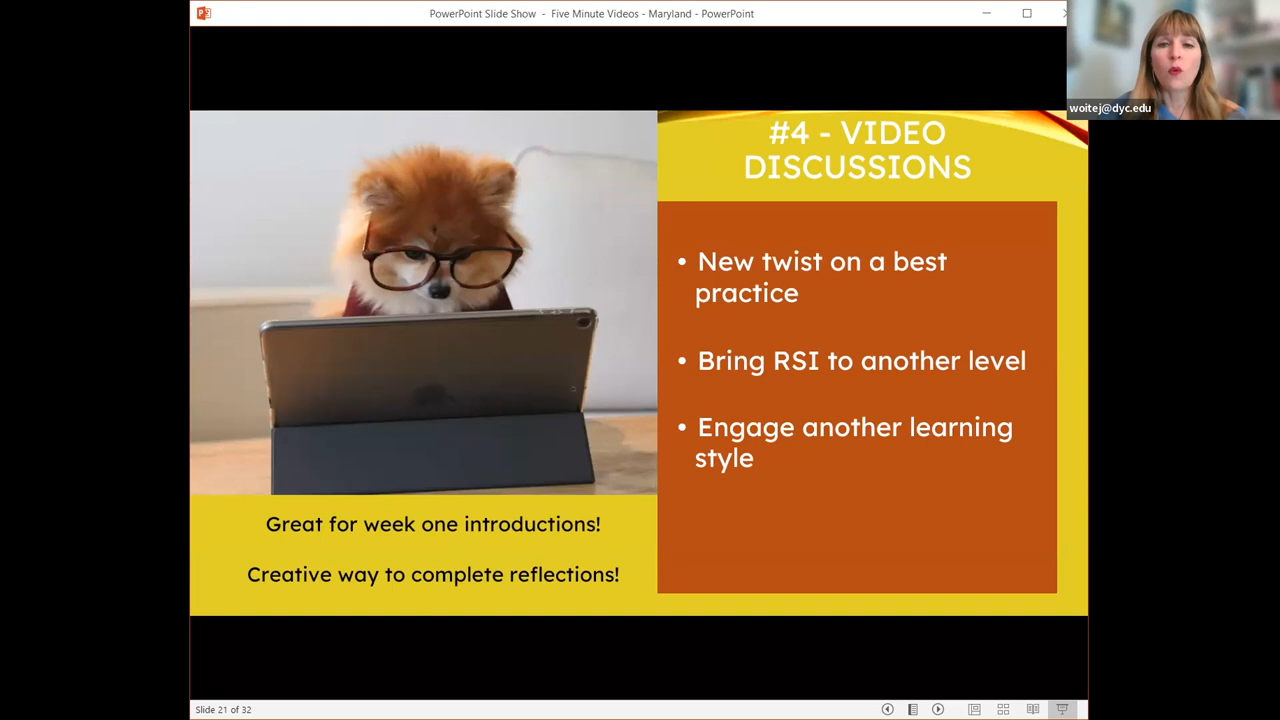 PowerPoint Slide Show - Five Minute Videos - Maryland - PowerPoint
woitej@dyc.edu
#4 - VIDEO
DISCUSSIONS
• New twist on a best
practice
• Bring RSI to another level
• Engage another learning
style
Great for week one introductions!
Creative way to complete reflections!
Slide 21 of 32